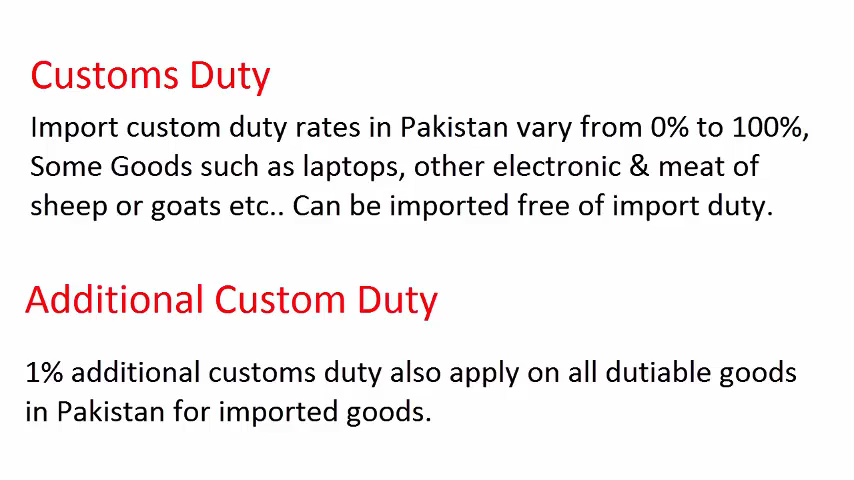 Customs Duty
Import custom duty rates in Pakistan vary from 0% to 100%,
Some Goods such as laptops, other electronic & meat of
sheep or goats etc.. Can be imported free of import duty.
Additional Custom Duty
1% additional customs duty also apply on all dutiable goods
in Pakistan for imported goods.